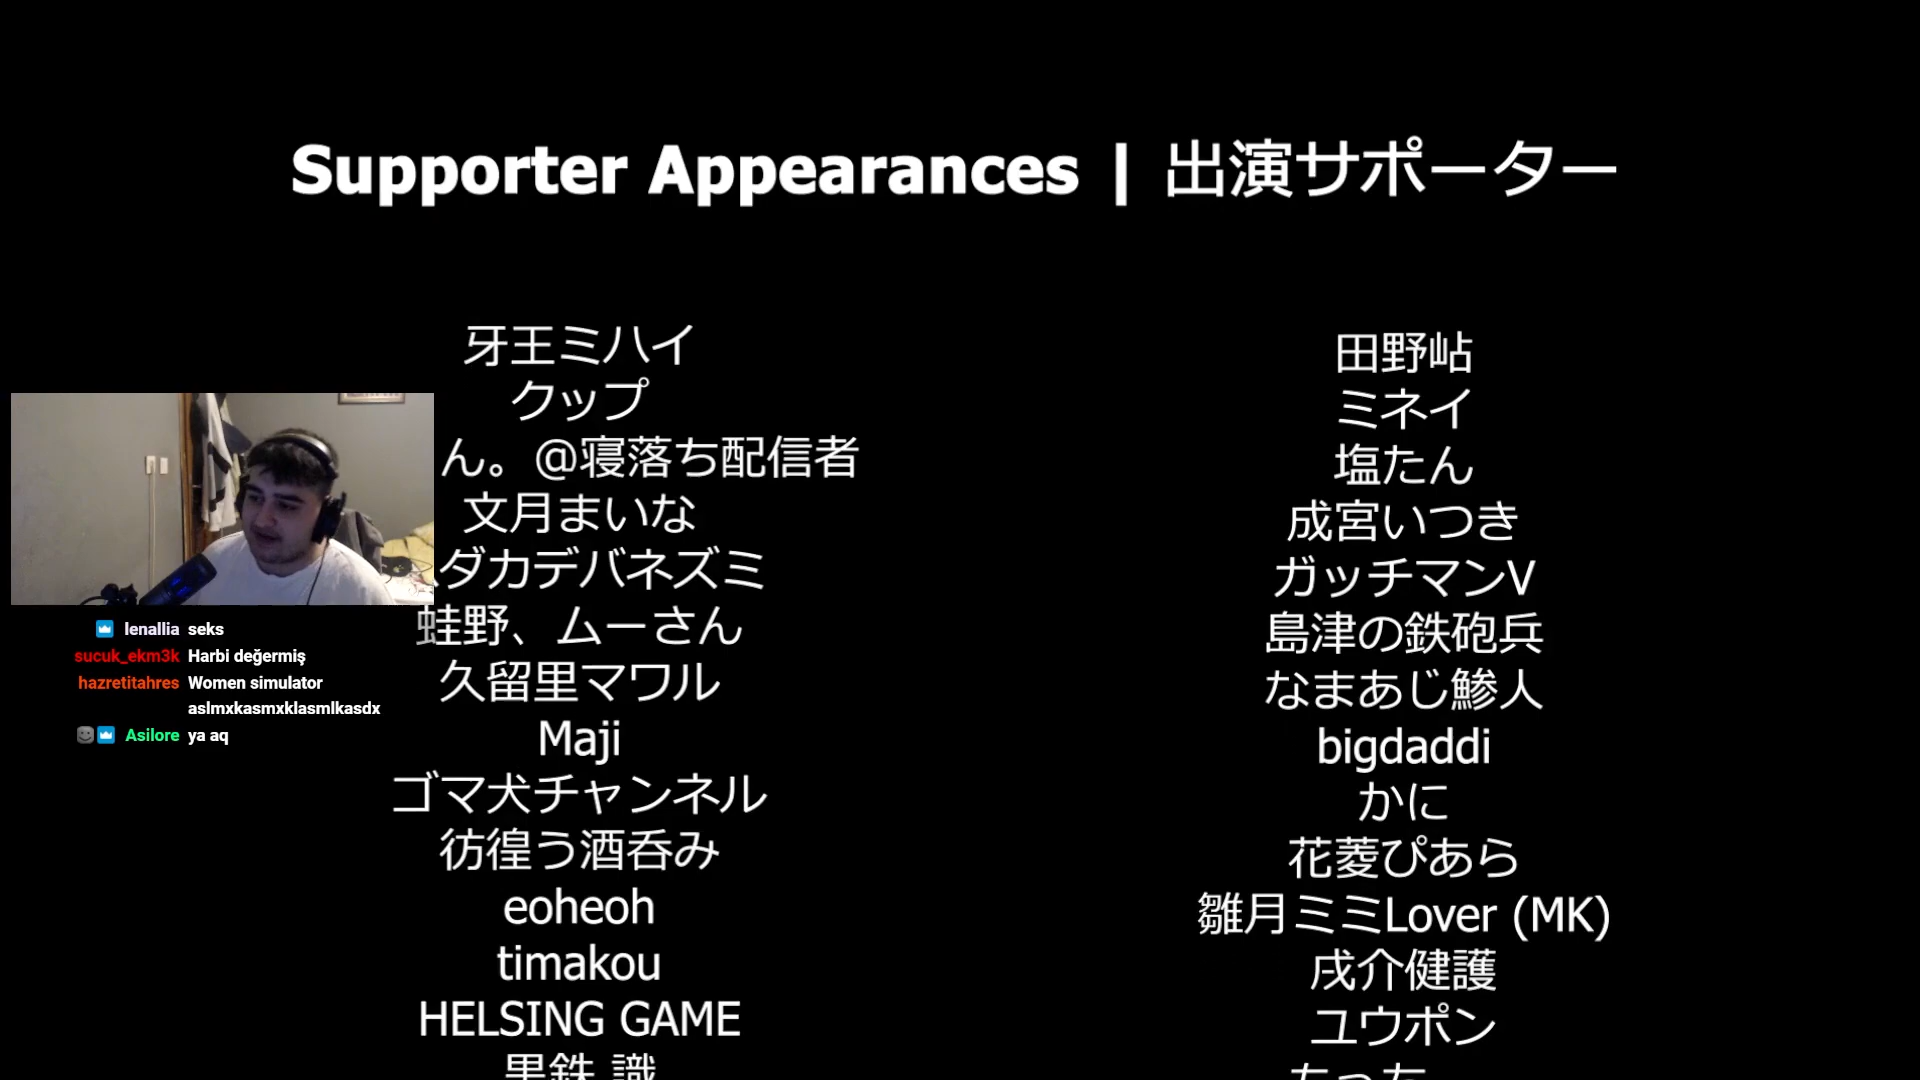 Supporter Appearances | 出演サポーター
牙王ミハイ
クップ
ん。@寝落ち配信者
文月まいな
ダカデバネズミ
蛙野、ムーさん
久留里マワル
Maji
ゴマ犬チャンネル
彷徨う酒呑み
eoheoh
timakou
HELSING GAME
黒鉄 識
田野岾
ミネイ
塩たん
成宮いつき
ガッチマンV
島津の鉄砲兵
なまあじ鯵人
bigdaddi
かに
花菱ぴあら
雛月ミミLover (MK)
戌介健護
ユウポン
lenallia seks
sucuk_ekm3k Harbi değermiş
hazretitahres Women simulator
aslmxkasmxklasmlkasdx
Asilore ya aq